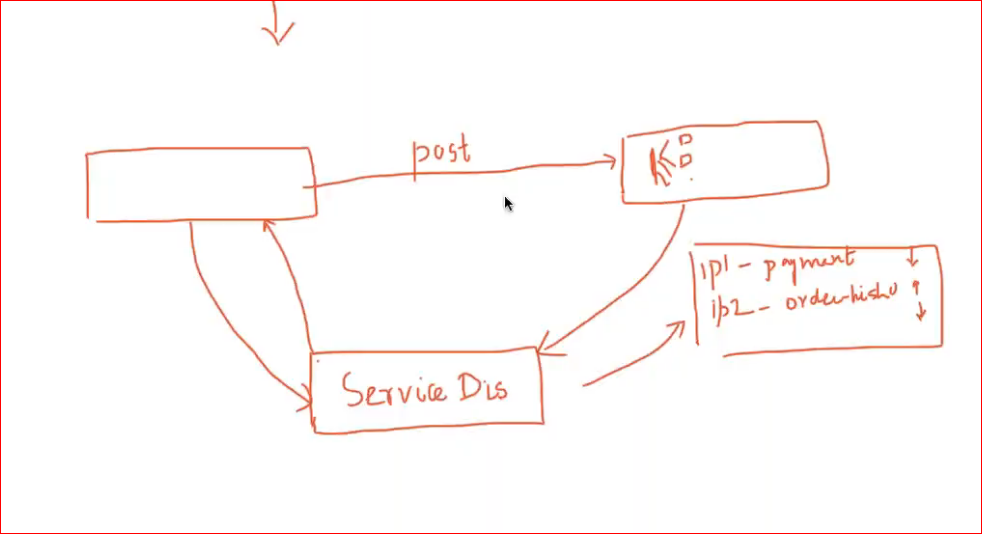 post
ip1 - payment
ip2 - order-histo
Service Dis